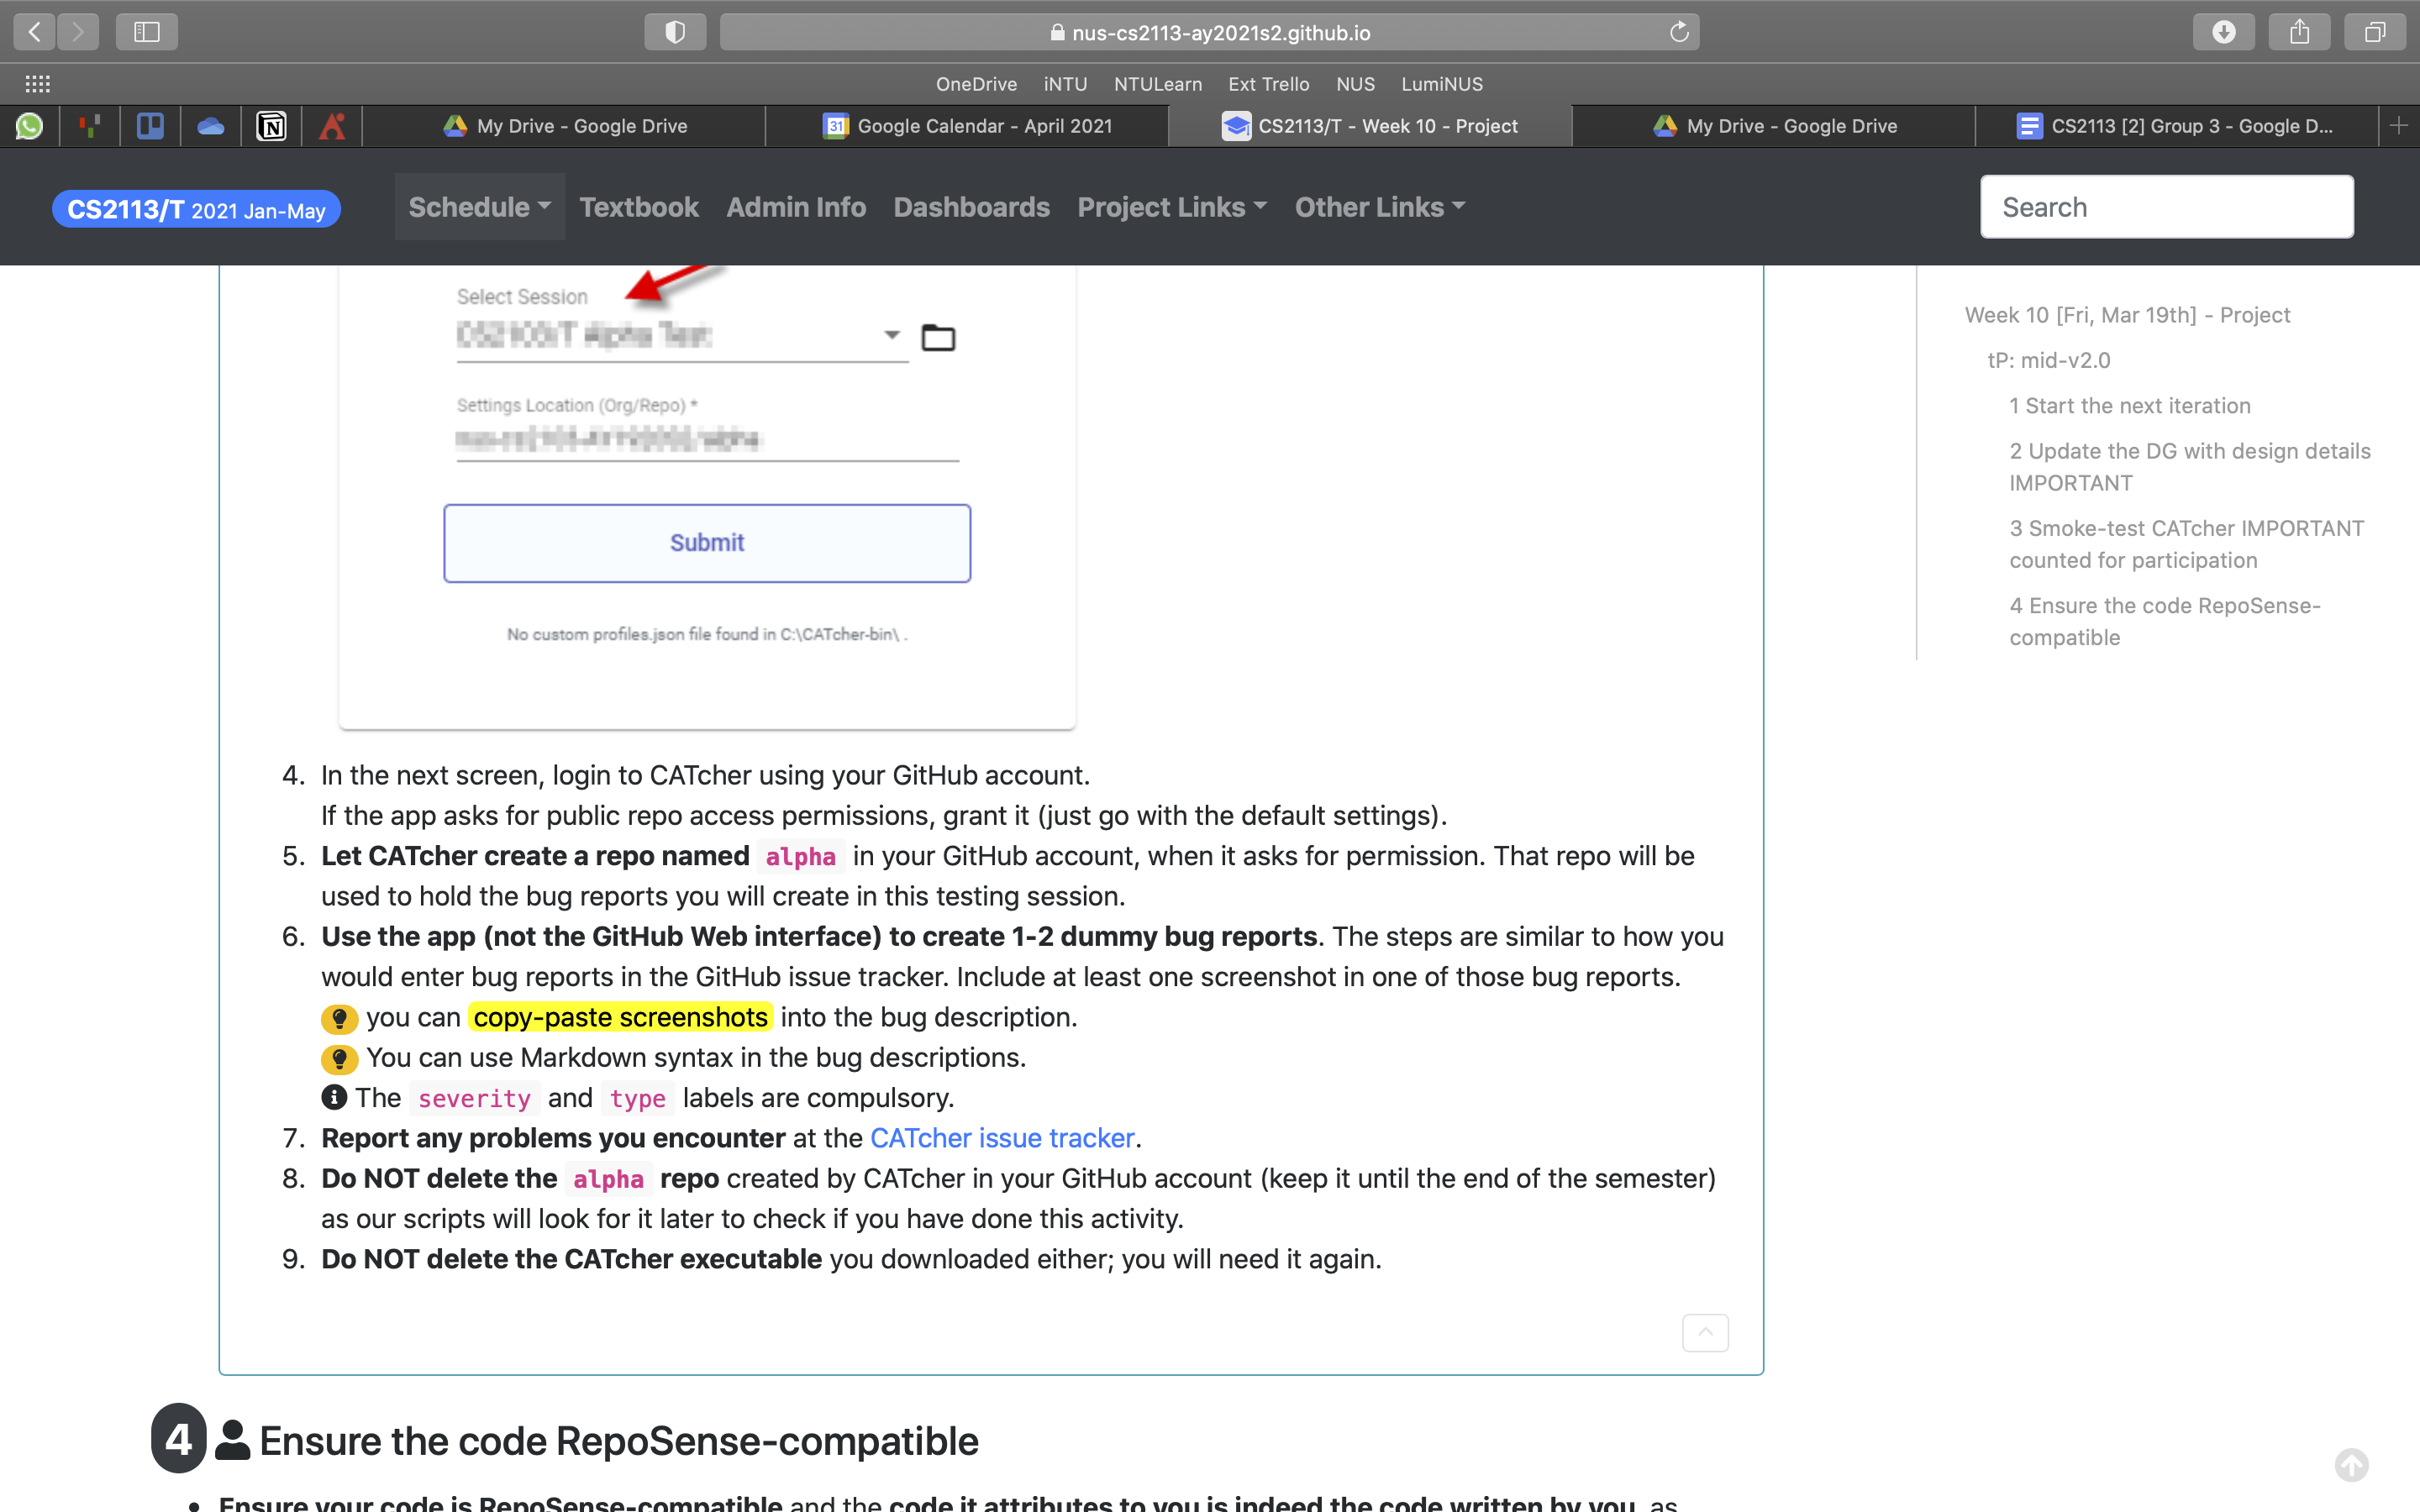 nus-cs2113-ay2021s2.github.io
OneDrive iNTU NTULearn Ext Trello NUS LumiNUS
My Drive - Google Drive
Google Calendar - April 2021
CS2113/T - Week 10 - Project
My Drive - Google Drive
CS2113 [2] Group 3 - Google D...
CS2113/T 2021 Jan-May
Schedule Textbook Admin Info Dashboards Project Links Other Links
Search
Select Session
Settings Location (Org/Repo) *
Submit
No custom profiles.json file found in C:\CATcher-bin\ .
4. In the next screen, login to CATcher using your GitHub account.
If the app asks for public repo access permissions, grant it (just go with the default settings).
5. Let CATcher create a repo named alpha in your GitHub account, when it asks for permission. That repo will be
used to hold the bug reports you will create in this testing session.
6. Use the app (not the GitHub Web interface) to create 1-2 dummy bug reports. The steps are similar to how you
would enter bug reports in the GitHub issue tracker. Include at least one screenshot in one of those bug reports.
you can copy-paste screenshots into the bug description.
You can use Markdown syntax in the bug descriptions.
The severity and type labels are compulsory.
7. Report any problems you encounter at the CATcher issue tracker.
8. Do NOT delete the alpha repo created by CATcher in your GitHub account (keep it until the end of the semester)
as our scripts will look for it later to check if you have done this activity.
9. Do NOT delete the CATcher executable you downloaded either; you will need it again.
4 Ensure the code RepoSense-compatible
• Ensure your code is RepoSense-compatible and the code it attributes to you is indeed the code written by you, as
Week 10 [Fri, Mar 19th] - Project
tP: mid-v2.0
1 Start the next iteration
2 Update the DG with design details
IMPORTANT
3 Smoke-test CATcher IMPORTANT
counted for participation
4 Ensure the code RepoSense-
compatible